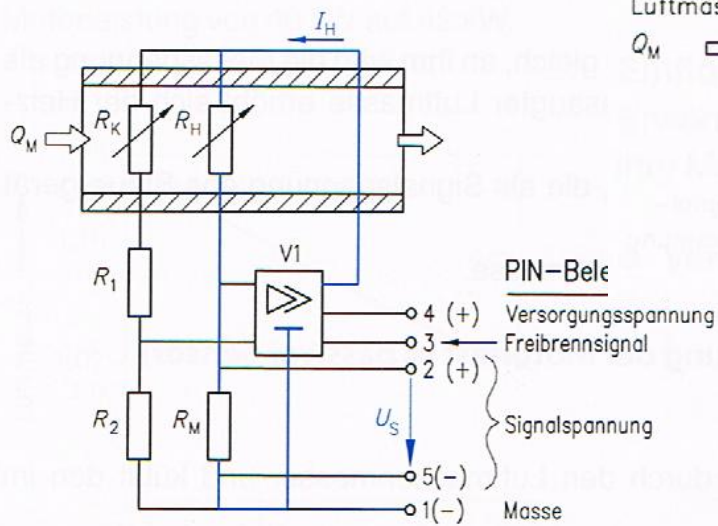 I_H
Luftmas
Q_M
Q_M
R_K
R_H
V1
R_1
PIN-Bele
4 (+) Versorgungsspannung
3 Freibrennsignal
2 (+)
R_2
R_M
U_S
Signalspannung
5(-)
1(-) Masse